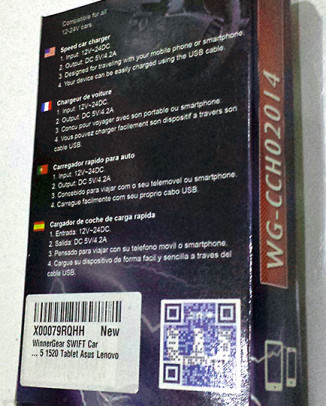 Compatible for all
12-24V cars.
Speed car charger
1. Input: 12V~24DC.
2. Output: DC 5V/4.2A
3. Designed for traveling with your mobile phone or smartphone.
4. Your device can be easily charged using the USB cable.
Chargeur de voiture
1. Input: 12V~24DC.
2. Output: DC 5V/4.2A
3. Concu pour voyager avec son portable ou smartphone.
4. Vous pouvez charger facilement son dispositif a travers son
cable USB.
Carregador rapido para auto
1. Input: 12V~24DC
2. Output: DC 5V/4.2A
3. Concebido para viajar com o seu telemovel ou smartphone.
4. Carregue facilmente com seu proprio cabo USB.
Cargador de coche de carga rapida
1. Entrada: 12V~24DC.
2. Salida: DC 5V/4.2A
3. Pensado para viajar con su telefono movil o smartphone.
4. Cargue su dispositivo de forma facil y sencilla a traves del
cable USB.
WG-CCH02014
X00079RQHH New
WinnerGear SWIFT Car
... 5 1520 Tablet Asus Lenovo